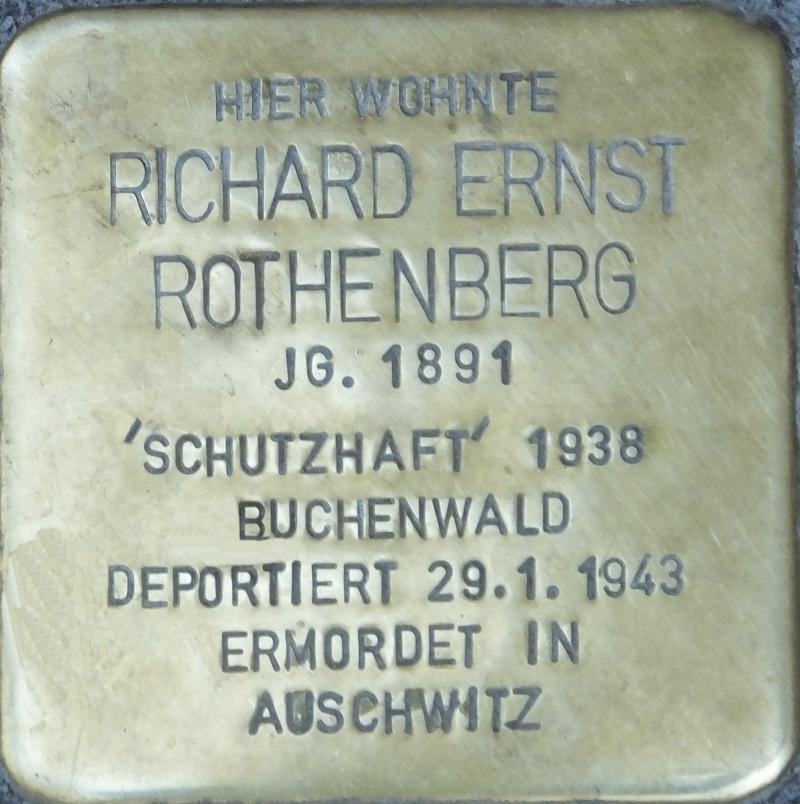 HIER WOHNTE
RICHARD ERNST
ROTHENBERG
JG. 1891
'SCHUTZHAFT' 1938
BUCHENWALD
DEPORTIERT 29.1.1943
ERMORDET IN
AUSCHWITZ